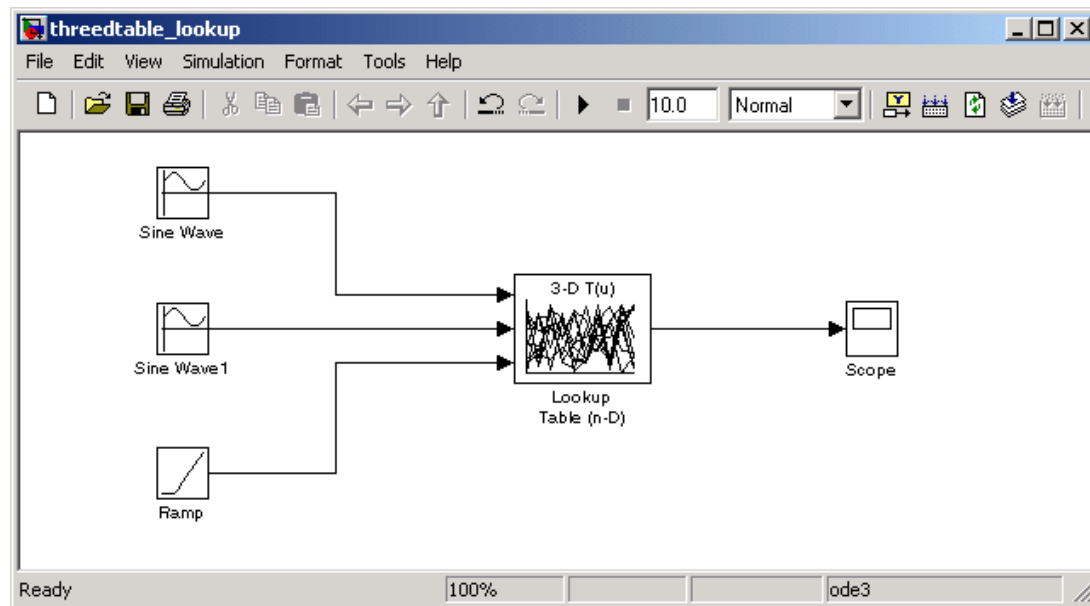 threedtable_lookup
File Edit View Simulation Format Tools Help
10.0 Normal
Sine Wave
3-D T(u)
Sine Wave1
Scope
Lookup
Table (n-D)
Ramp
Ready 100% ode3